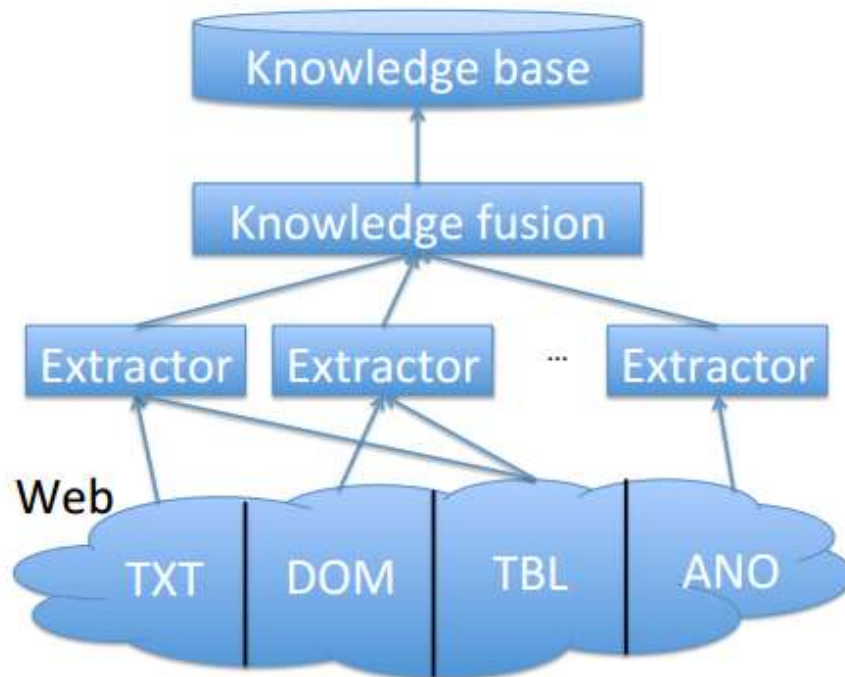 Knowledge base
Knowledge fusion
Extractor Extractor ... Extractor
Web
TXT DOM TBL ANO